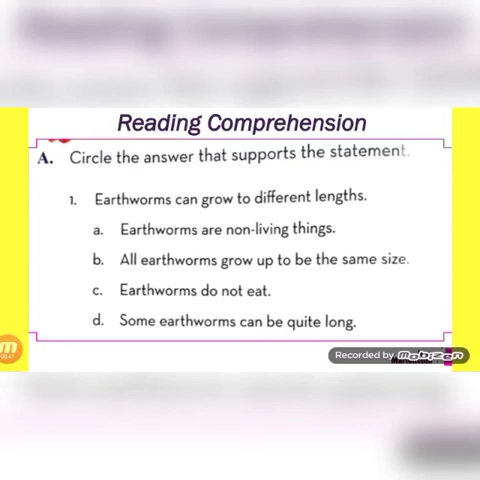 Reading Comprehension
A. Circle the answer that supports the statement.
1. Earthworms can grow to different lengths.
a. Earthworms are non-living things.
b. All earthworms grow up to be the same size.
c. Earthworms do not eat.
d. Some earthworms can be quite long.
Recorded by mobizen